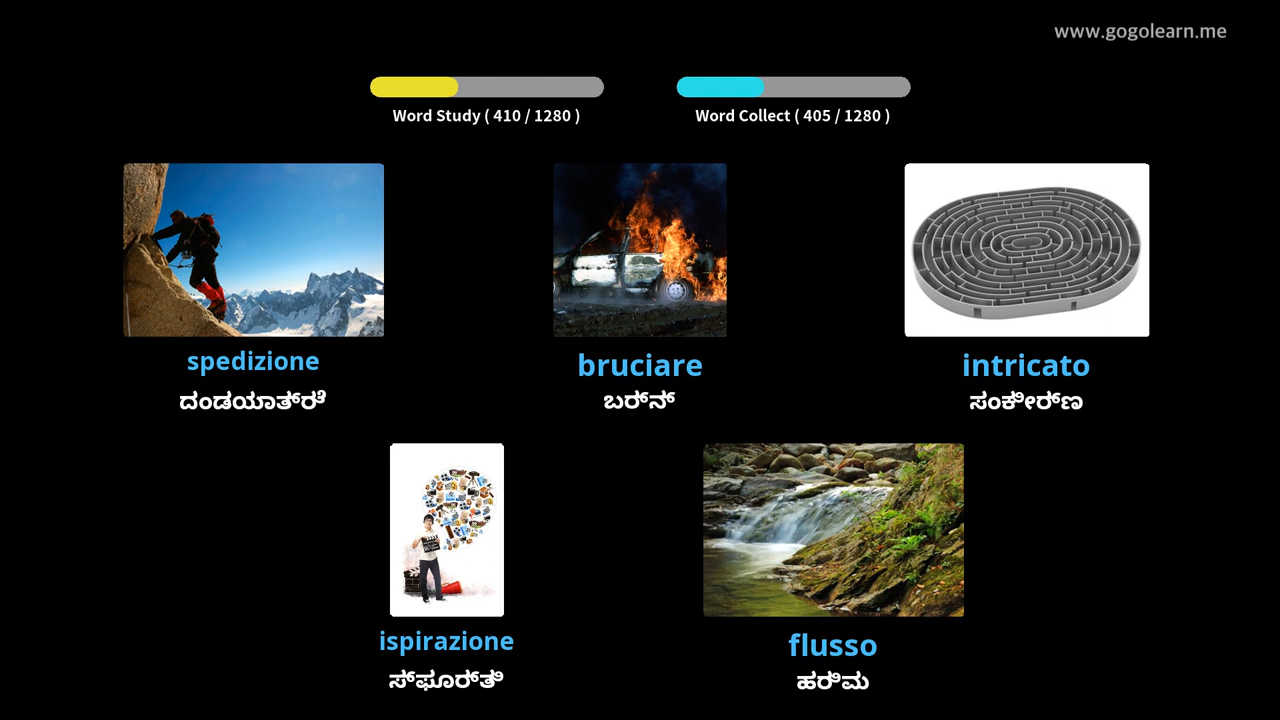 www.gogolearn.me
Word Study ( 410 / 1280 )
Word Collect ( 405 / 1280 )
spedizione
ದಂಡಯಾತ್ರೆ
bruciare
ಬರ್ನ್
intricato
ಸಂಕೀರ್ಣ
ispirazione
ಸ್ಫೂರ್ತಿ
flusso
ಹರಿಮ